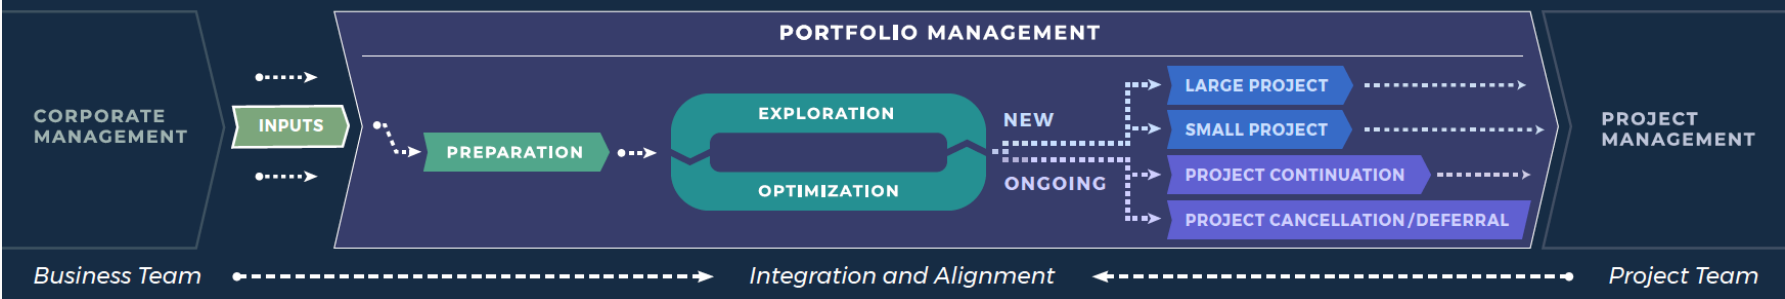 PORTFOLIO MANAGEMENT
CORPORATE
MANAGEMENT
INPUTS
PREPARATION
EXPLORATION
OPTIMIZATION
NEW
ONGOING
LARGE PROJECT
SMALL PROJECT
PROJECT CONTINUATION
PROJECT CANCELLATION/DEFERRAL
PROJECT
MANAGEMENT
Business Team
Integration and Alignment
Project Team